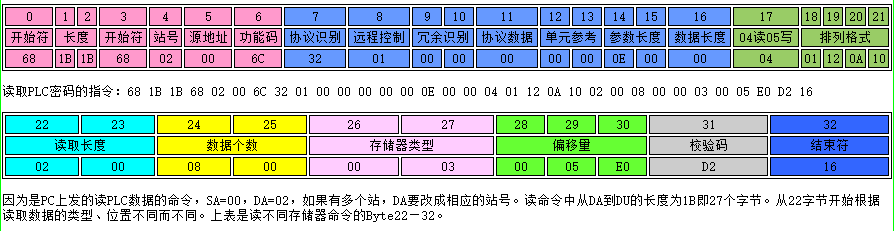 0 1 2 3 4 5 6 7 8 9 10 11 12 13 14 15 16 17 18 19 20 21
开始符 长度 开始符 站号 源地址 功能码 协议识别 远程控制 冗余识别 协议数据 单元参考 参数长度 数据长度 04读05写 排列格式
68 1B 1B 68 02 00 6C 32 01 00 00 00 00 00 0E 00 00 04 01 12 0A 10
读取PLC密码的指令：68 1B 1B 68 02 00 6C 32 01 00 00 00 00 00 0E 00 00 04 01 12 0A 10 02 00 08 00 00 03 00 05 E0 D2 16
22 23 24 25 26 27 28 29 30 31 32
读取长度 数据个数 存储器类型 偏移量 校验码 结束符
02 00 08 00 00 03 00 05 E0 D2 16
因为是PC上发的读PLC数据的命令，SA=00，DA=02，如果有多个站，DA要改成相应的站号。读命令中从DA到DU的长度为1B即27个字节。从22字节开始根据
读取数据的类型、位置不同而不同。上表是读不同存储器命令的Byte22－32。